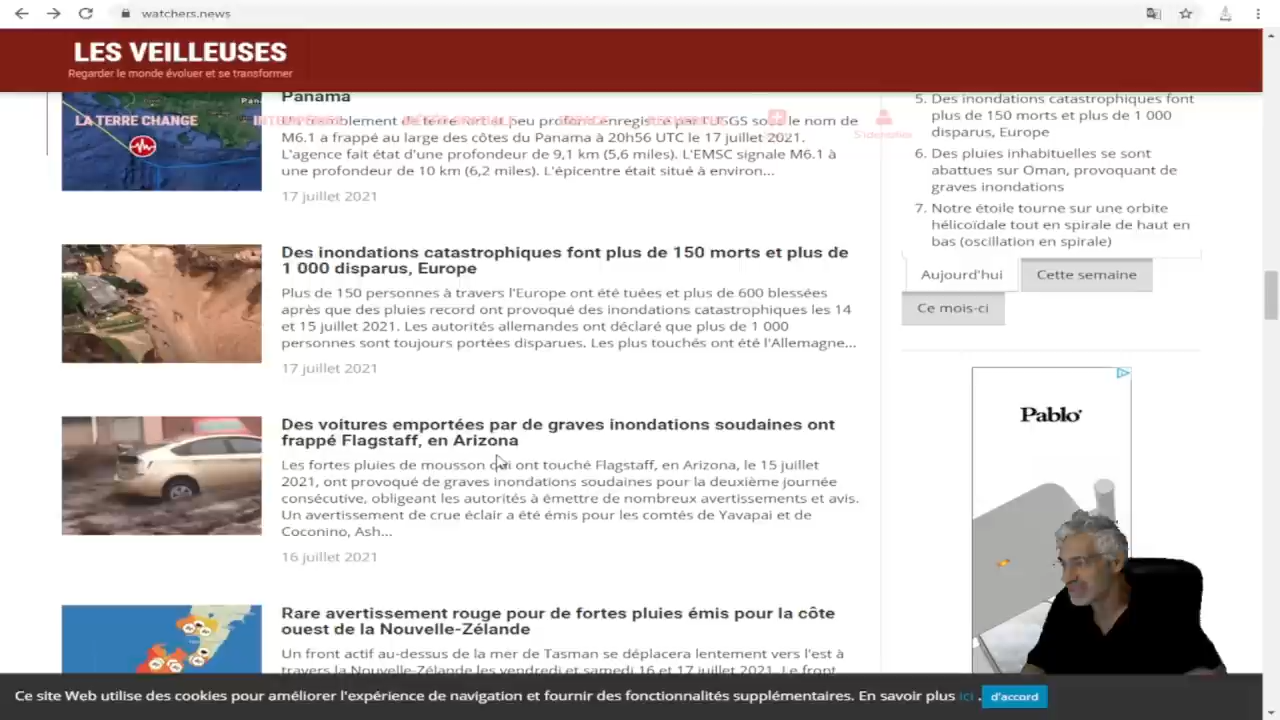 watchers.news
LES VEILLEUSES
Regarder le monde évoluer et se transformer
LA TERRE CHANGE
S'identifier
Panama
Un tremblement de terre peu profond enregistré par l'USGS sous le nom de
M6.1 a frappé au large des côtes du Panama à 20h56 UTC le 17 juillet 2021.
L'agence fait état d'une profondeur de 9,1 km (5,6 miles). L'EMSC signale M6.1 à
une profondeur de 10 km (6,2 miles). L'épicentre était situé à environ...
17 juillet 2021
Des inondations catastrophiques font plus de 150 morts et plus de
1 000 disparus, Europe
Plus de 150 personnes à travers l'Europe ont été tuées et plus de 600 blessées
après que des pluies record ont provoqué des inondations catastrophiques les 14
et 15 juillet 2021. Les autorités allemandes ont déclaré que plus de 1 000
personnes sont toujours portées disparues. Les plus touchés ont été l'Allemagne...
17 juillet 2021
Des voitures emportées par de graves inondations soudaines ont
frappé Flagstaff, en Arizona
Les fortes pluies de mousson qui ont touché Flagstaff, en Arizona, le 15 juillet
2021, ont provoqué de graves inondations soudaines pour la deuxième journée
consécutive, obligeant les autorités à émettre de nombreux avertissements et avis.
Un avertissement de crue éclair a été émis pour les comtés de Yavapai et de
Coconino, Ash...
16 juillet 2021
Rare avertissement rouge pour de fortes pluies émis pour la côte
ouest de la Nouvelle-Zélande
Un front actif au-dessus de la mer de Tasman se déplacera lentement vers l'est à
travers la Nouvelle-Zélande les vendredi et samedi 16 et 17 juillet 2021. Le front
5. Des inondations catastrophiques font
plus de 150 morts et plus de 1 000
disparus, Europe
6. Des pluies inhabituelles se sont
abattues sur Oman, provoquant de
graves inondations
7. Notre étoile tourne sur une orbite
hélicoïdale tout en spirale de haut en
bas (oscillation en spirale)
Aujourd'hui
Cette semaine
Ce mois-ci
Pablo
Ce site Web utilise des cookies pour améliorer l'expérience de navigation et fournir des fonctionnalités supplémentaires. En savoir plus ici .
d'accord